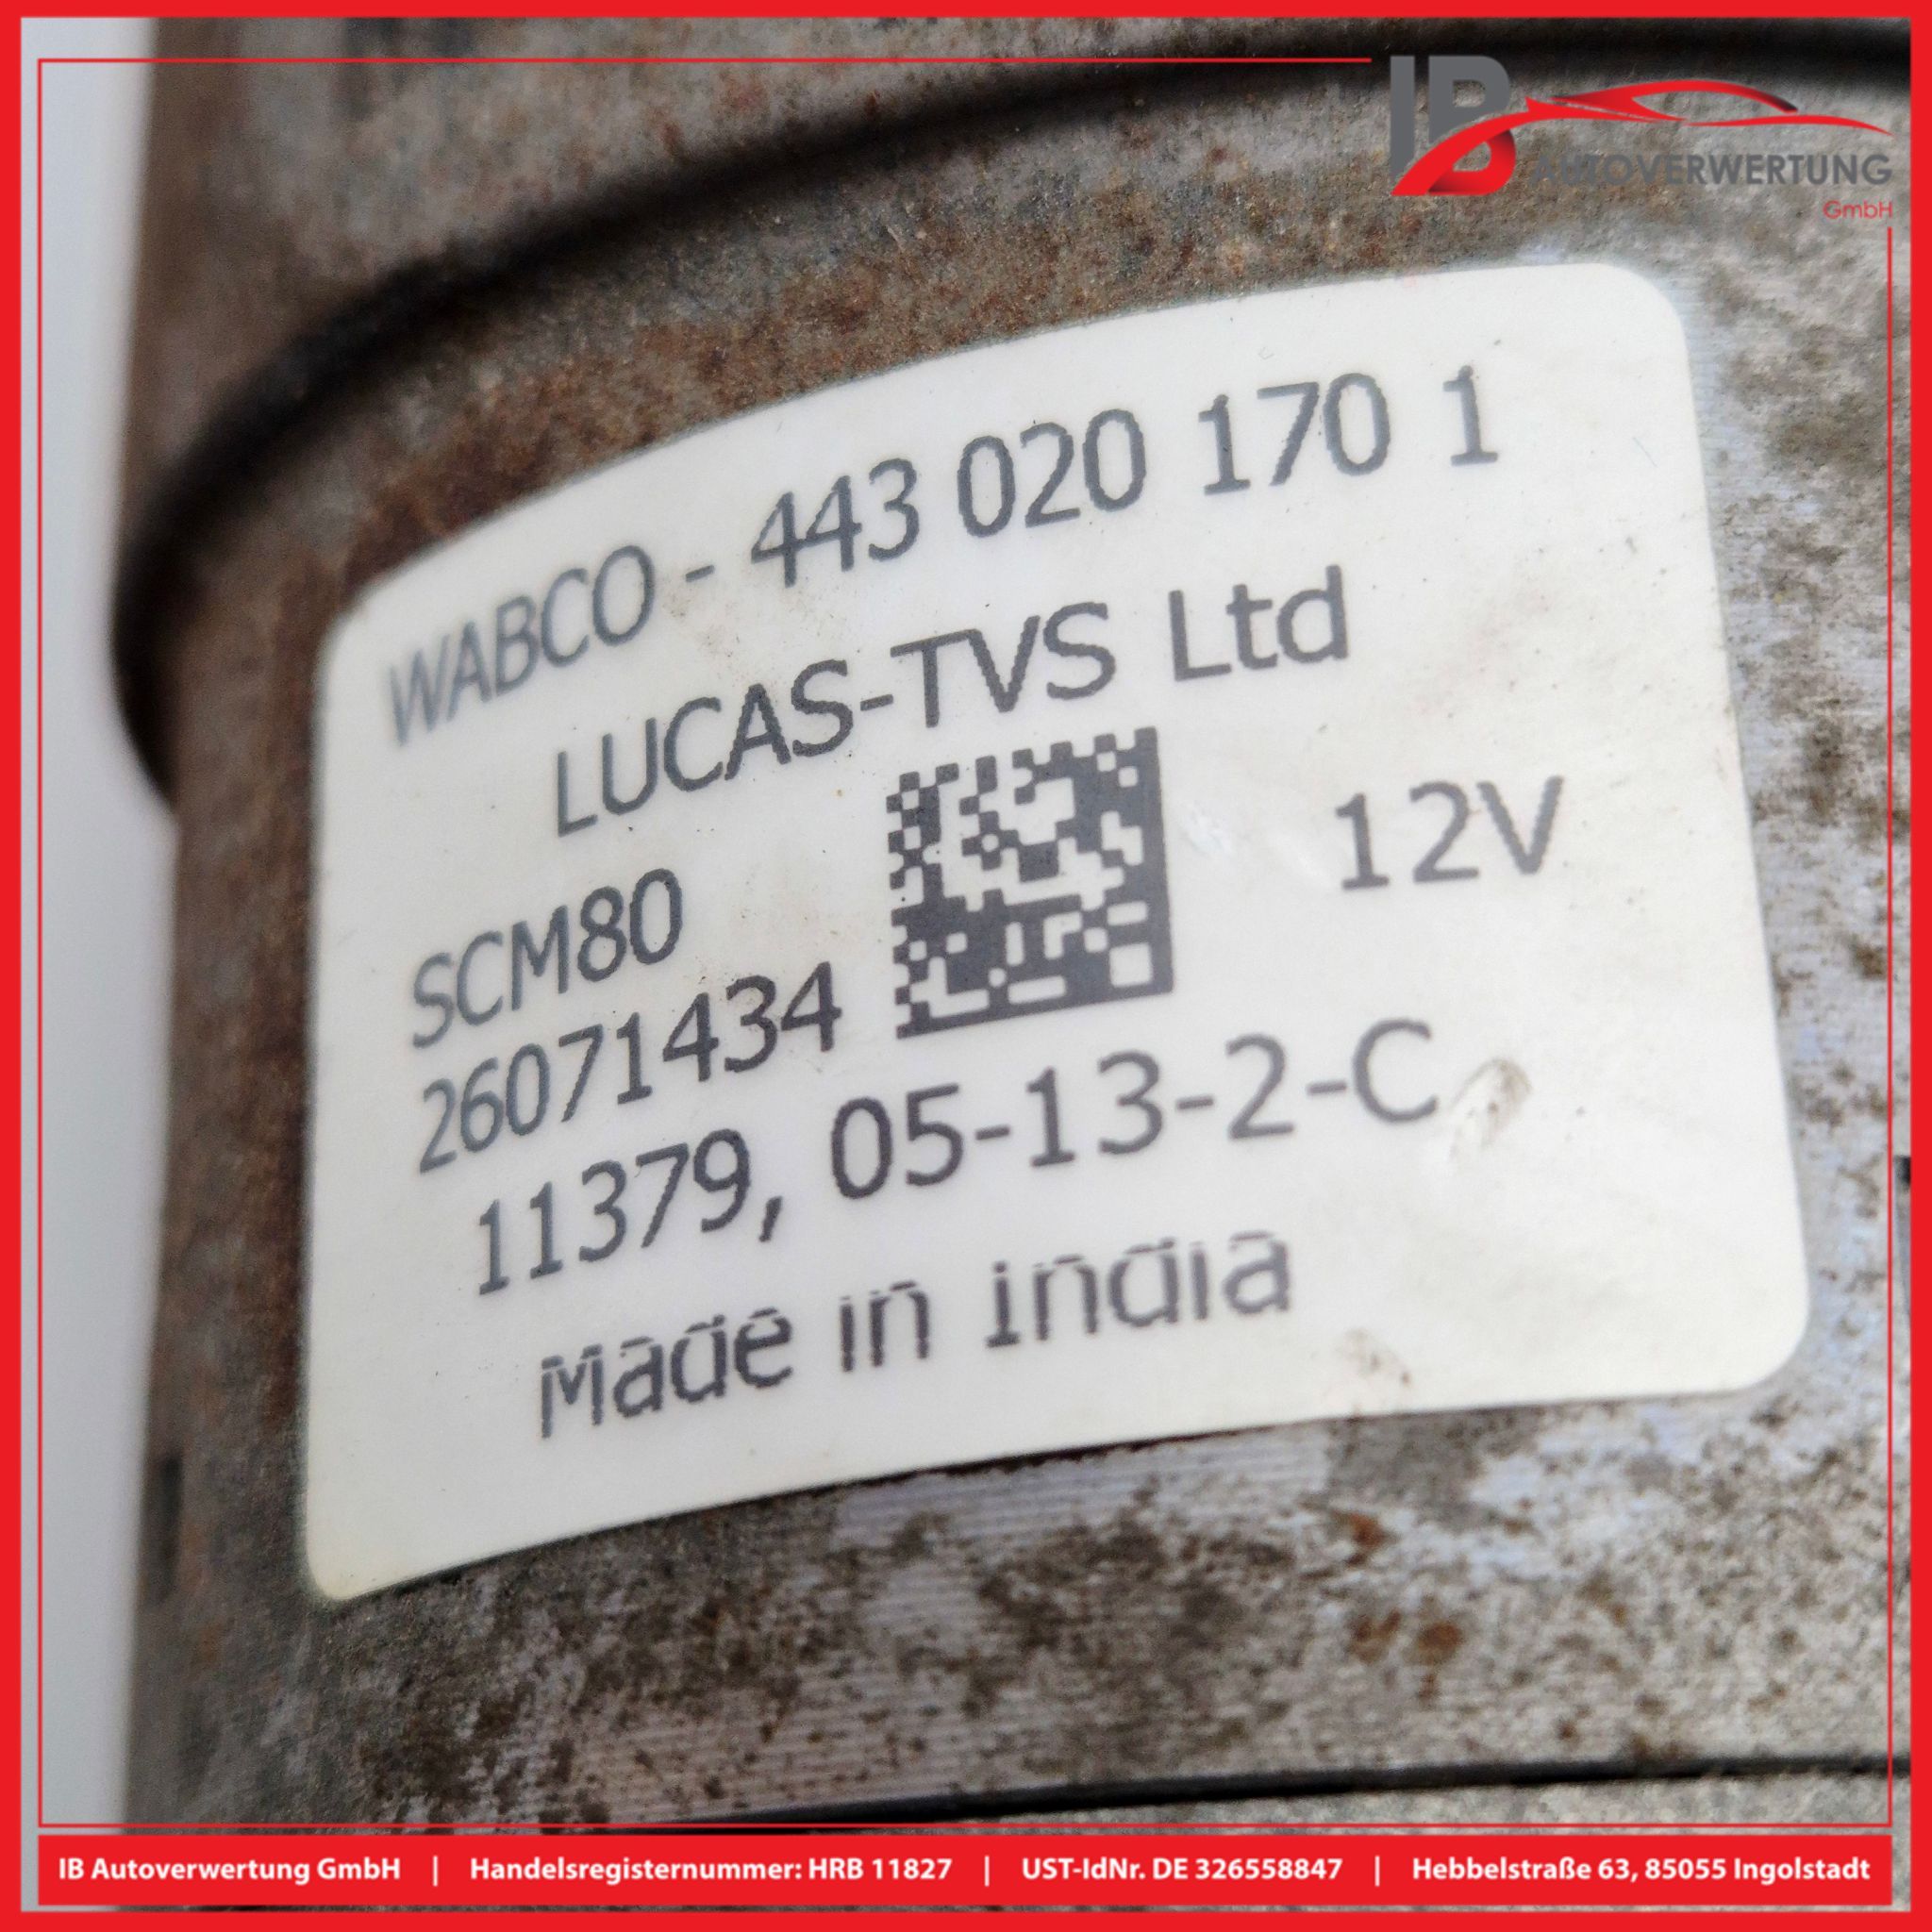 IB
AUTOVERWERTUNG
GmbH
WABCO - 443 020 170 1
LUCAS-TVS Ltd
SCM80 12V
26071434
11379, 05-13-2-C
Made in India
IB Autoverwertung GmbH | Handelsregisternummer: HRB 11827 | UST-IdNr. DE 326558847 | Hebbelstraße 63, 85055 Ingolstadt